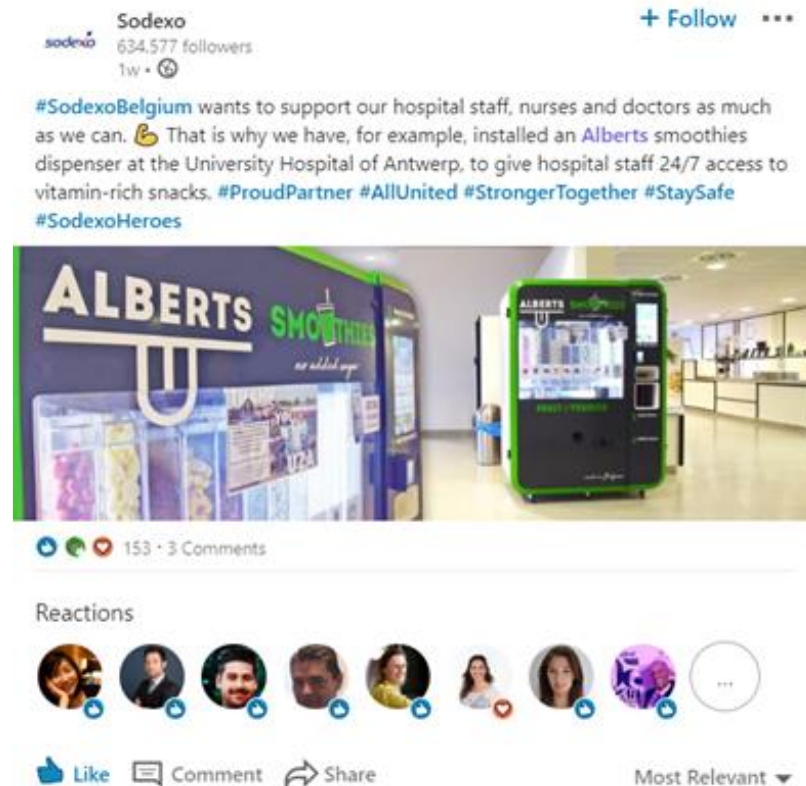 Sodexo
+ Follow
sodexo
634.577 followers
1w •
#SodexoBelgium wants to support our hospital staff, nurses and doctors as much
as we can. 💪 That is why we have, for example, installed an Alberts smoothies
dispenser at the University Hospital of Antwerp, to give hospital staff 24/7 access to
vitamin-rich snacks. #ProudPartner #AllUnited #StrongerTogether #StaySafe
#SodexoHeroes
ALBERTS
SMOOTHIES
no added sugar
UZA
ALBERTS SMOOTHIES
153 • 3 Comments
Reactions
...
Like Comment Share
Most Relevant